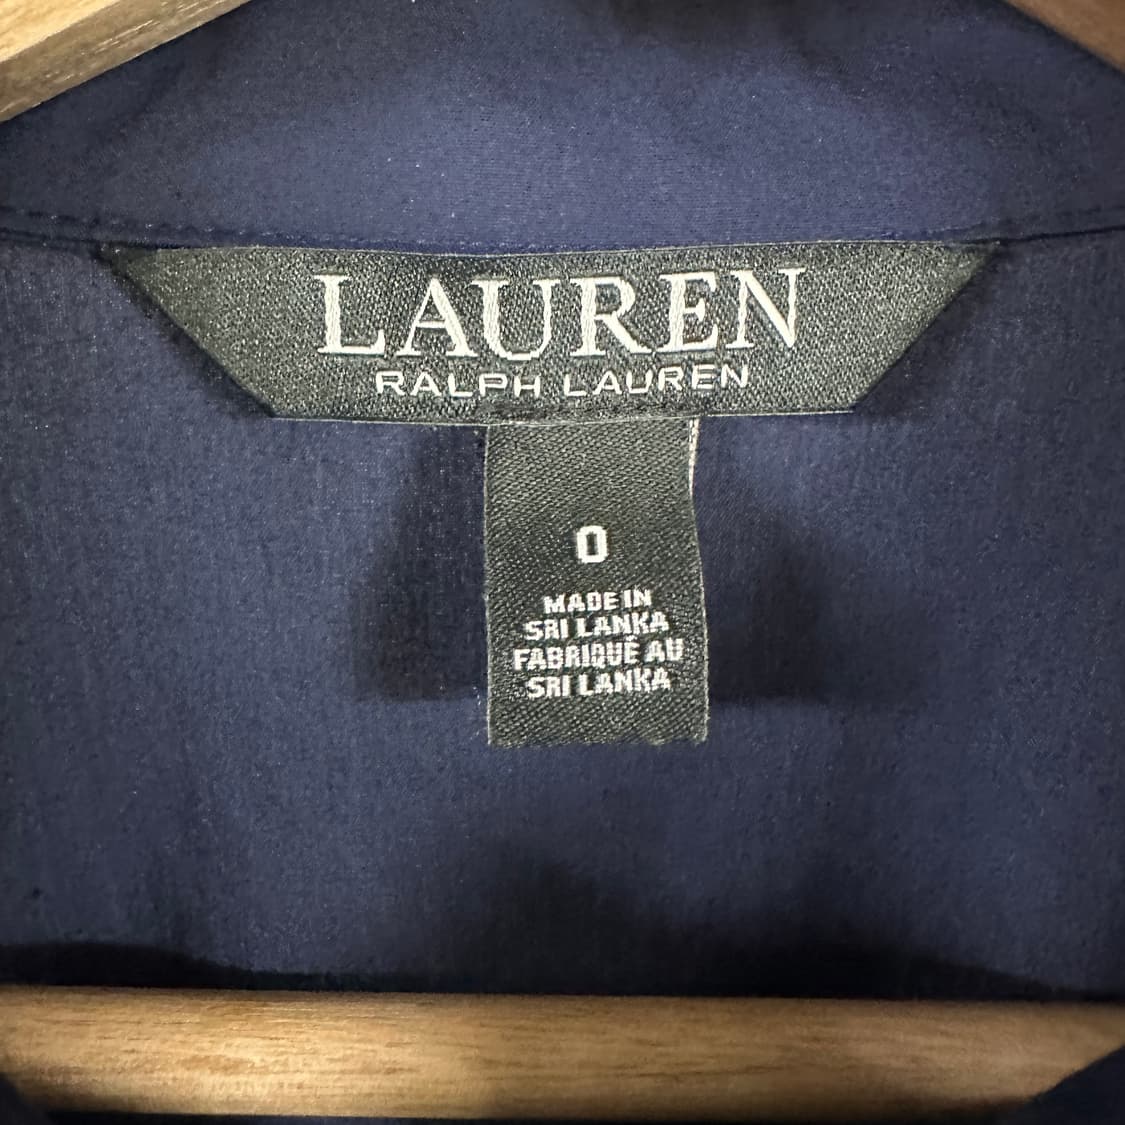 LAUREN
RALPH LAUREN
0
MADE IN
SRI LANKA
FABRIQUÉ AU
SRI LANKA